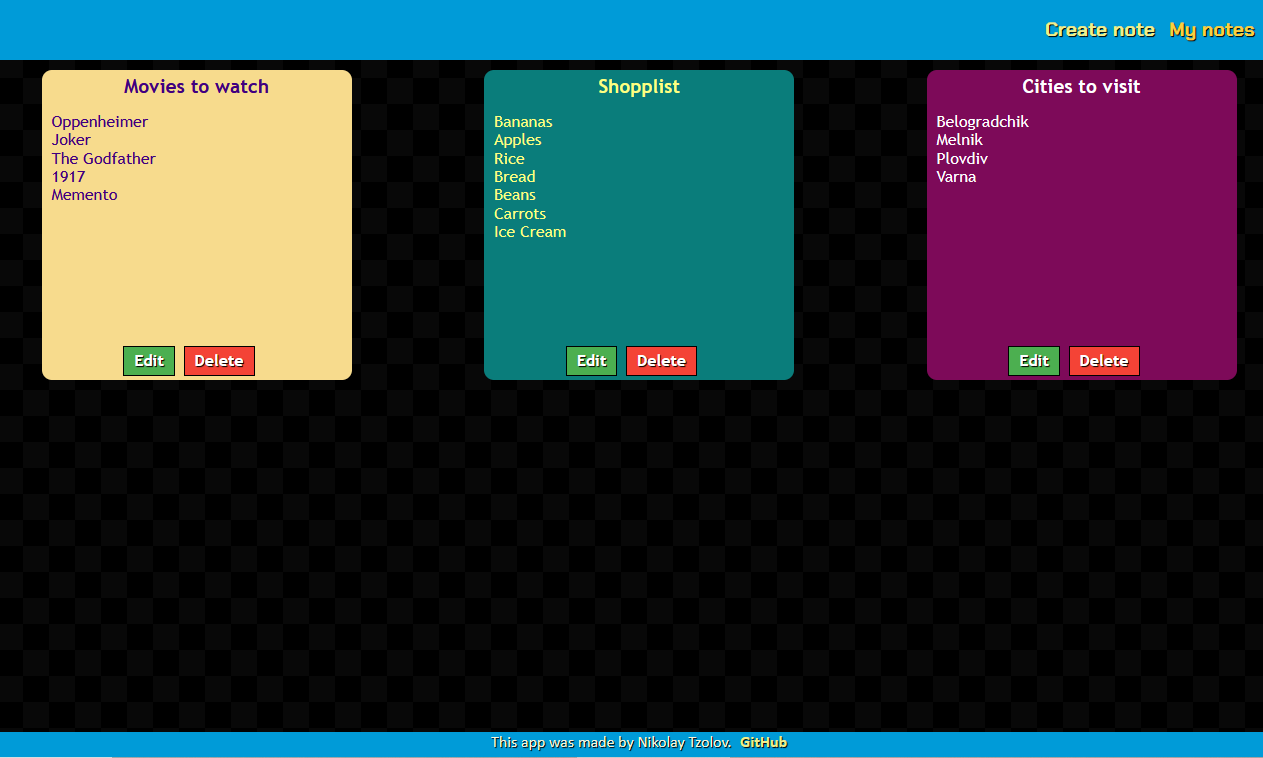 Create note My notes
Movies to watch
Oppenheimer
Joker
The Godfather
1917
Memento
Edit Delete
Shopplist
Bananas
Apples
Rice
Bread
Beans
Carrots
Ice Cream
Edit Delete
Cities to visit
Belogradchik
Melnik
Plovdiv
Varna
Edit Delete
This app was made by Nikolay Tzolov. GitHub